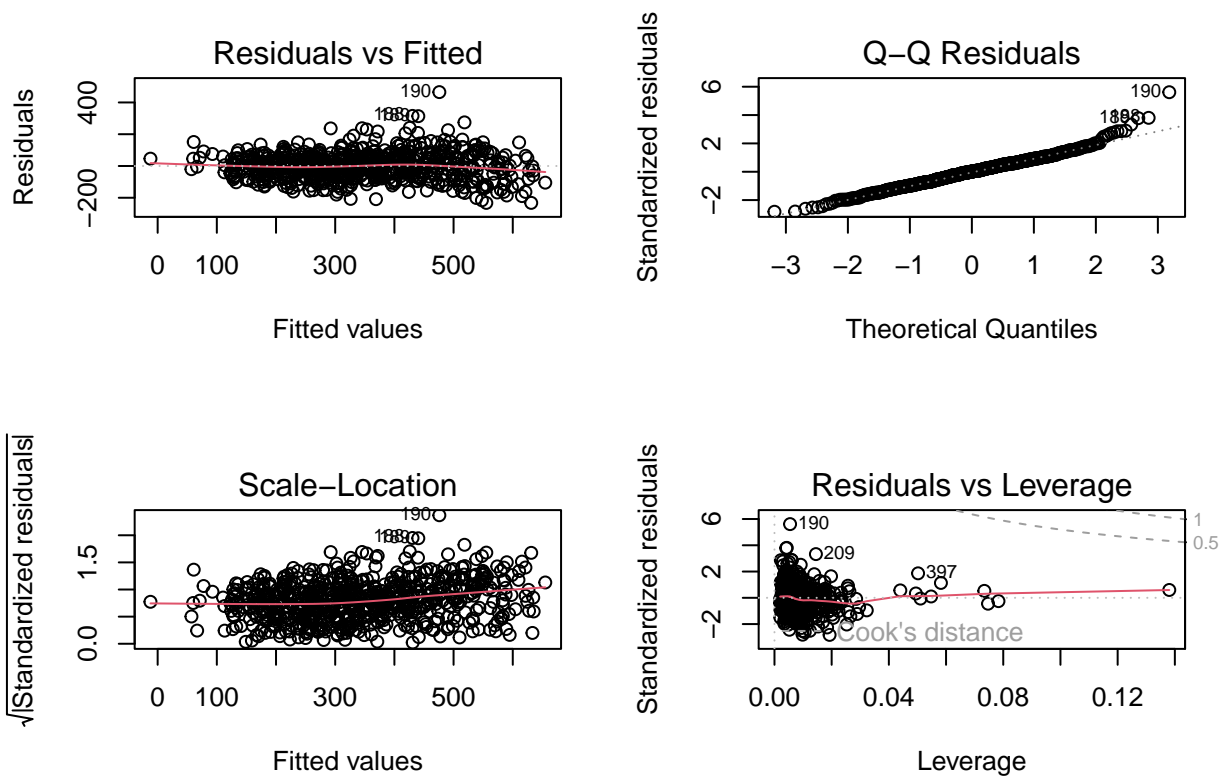 Residuals vs Fitted
Residuals
400
−200
190
0 100 300 500
Fitted values
Q−Q Residuals
Standardized residuals
6
2
−2
190
−3 −2 −1 0 1 2 3
Theoretical Quantiles
Scale−Location
√|Standardized residuals|
1.5
0.0
190
0 100 300 500
Fitted values
Residuals vs Leverage
Standardized residuals
6
2
−2
190
209
397
1
0.5
Cook's distance
0.00 0.04 0.08 0.12
Leverage